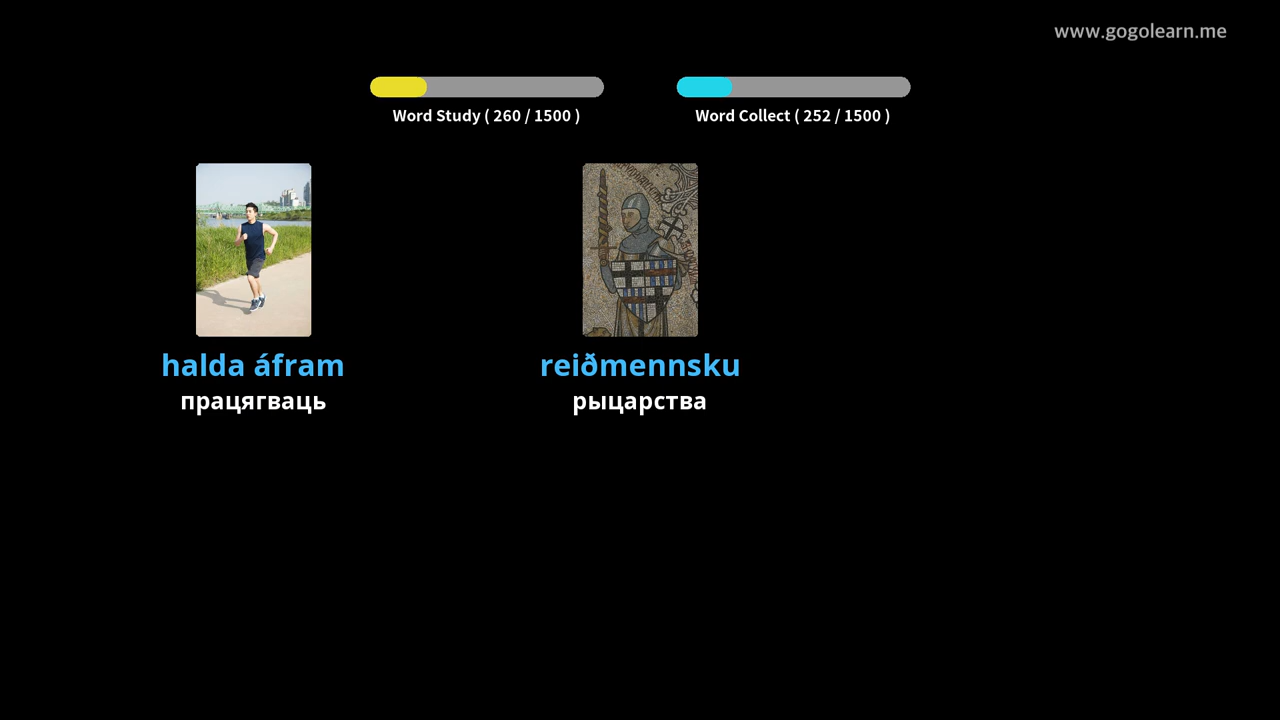 www.gogolearn.me
Word Study ( 260 / 1500 )
Word Collect ( 252 / 1500 )
halda áfram
працягваць
reiðmennsku
рыцарства